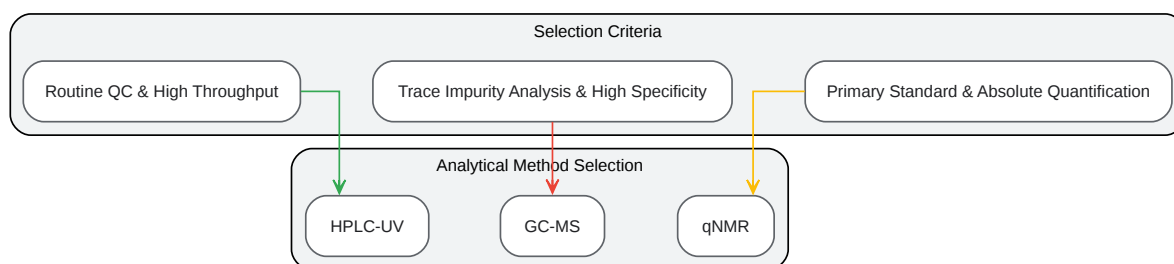 Selection Criteria
Routine QC & High Throughput
Trace Impurity Analysis & High Specificity
Primary Standard & Absolute Quantification
Analytical Method Selection
HPLC-UV
GC-MS
qNMR